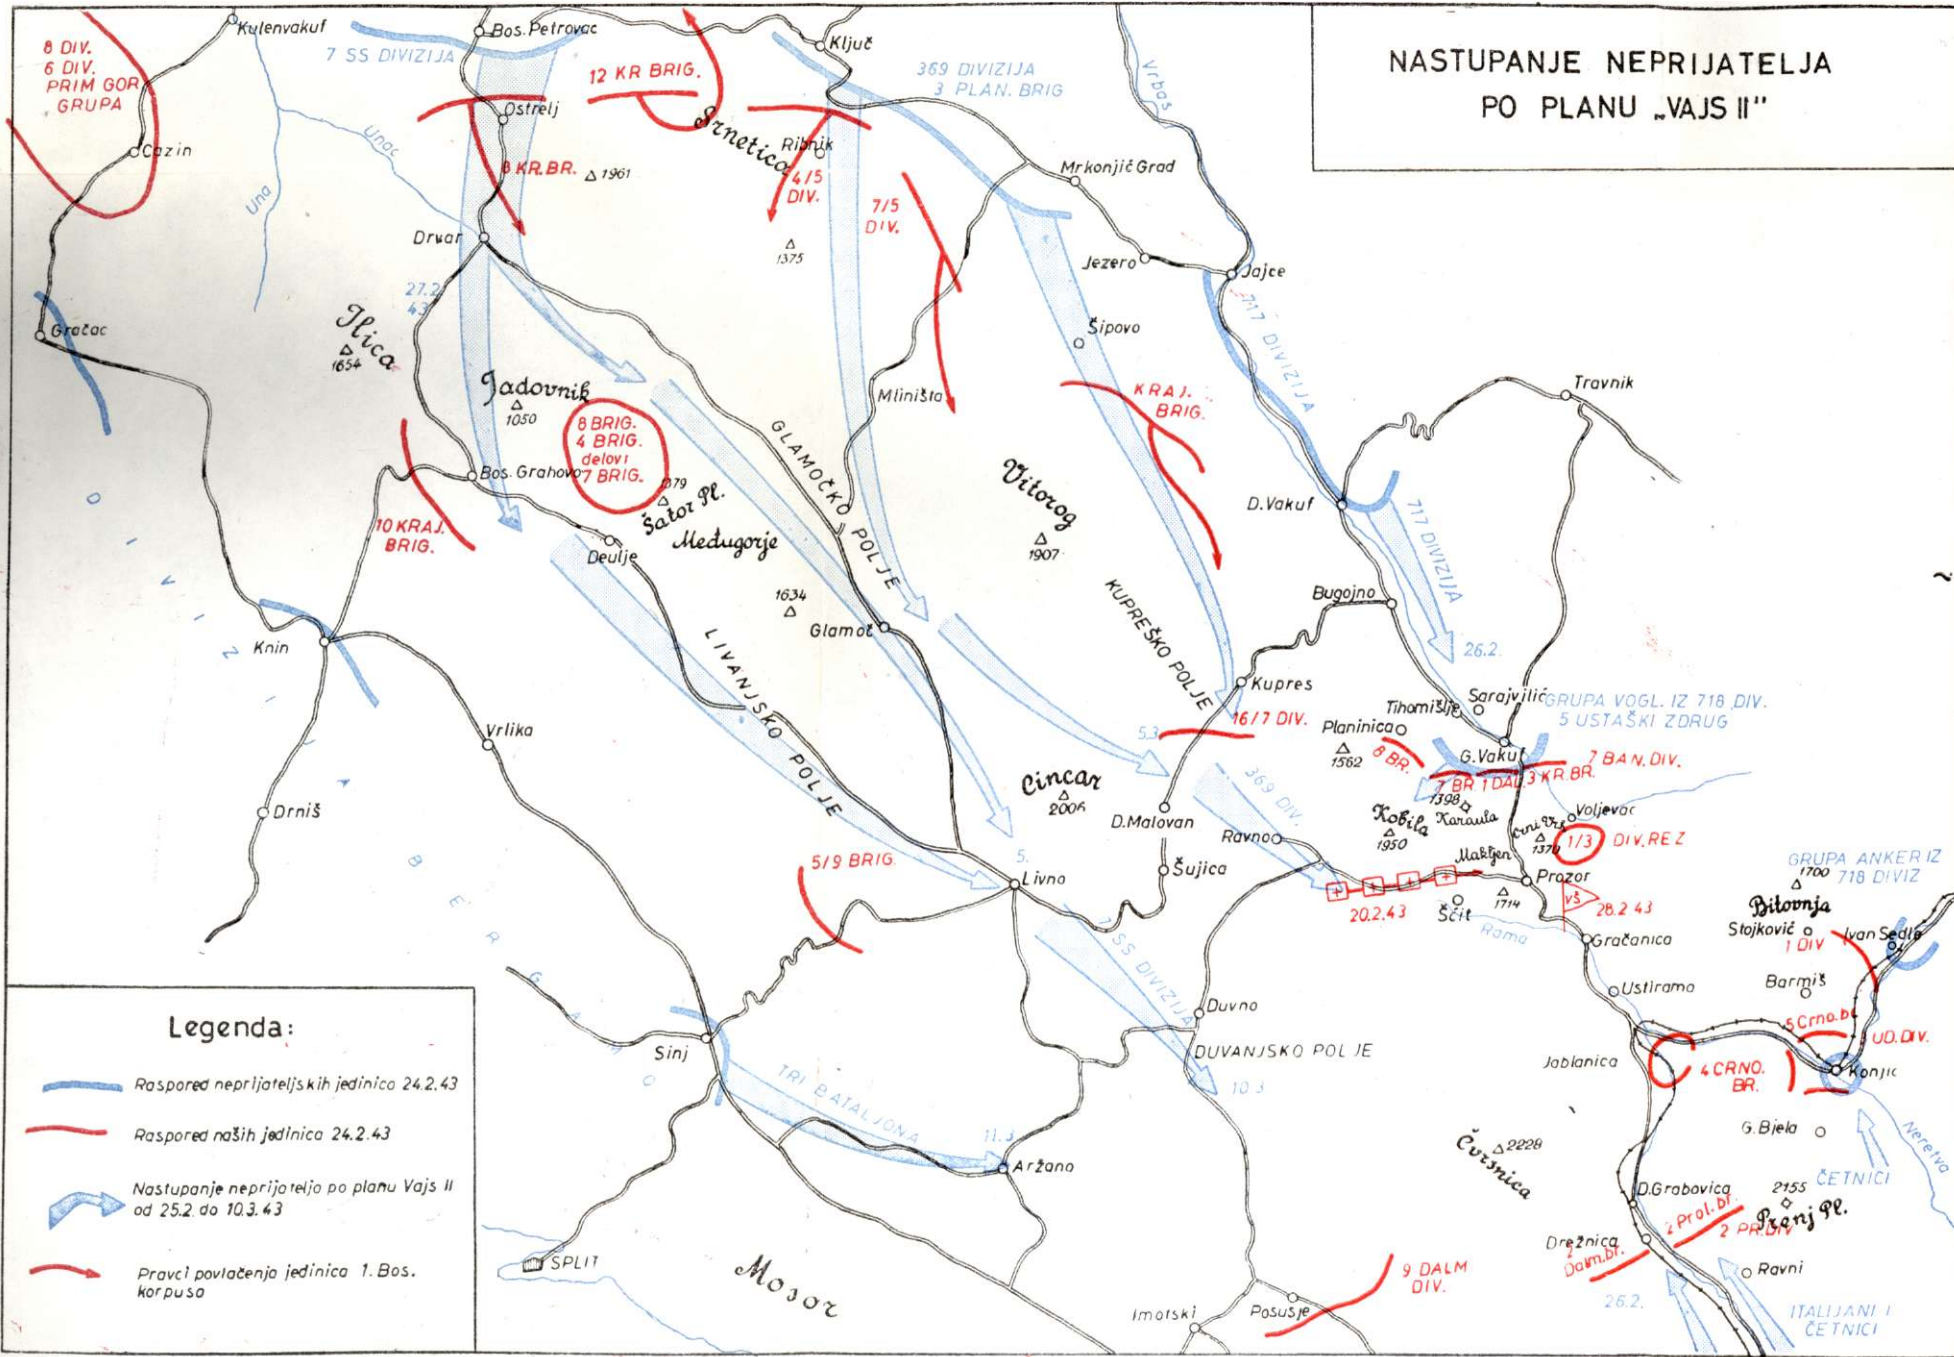 NASTUPANJE NEPRIJATELJA
PO PLANU „VAJS II"
8 DIV.
6 DIV.
PRIM GOR
GRUPA
Kulenvakuf
Cazin
Una
Unac
Bos. Petrovac
7 SS DIVIZIJA
Ostrelj
8 KR.BR.
1961
12 KR BRIG.
Srnetica
Ključ
Ribnik
4/5
DIV.
7/5
DIV.
369 DIVIZIJA
3 PLAN. BRIG
Vrbas
Mrkonjić Grad
Jezero
Jajce
717 DIVIZIJA
Šipovo
Travnik
1375
Drvar
27.2
43
Gračac
Ilica
1654
Jadovnik
1050
8 BRIG.
4 BRIG.
delovi
7 BRIG.
Bos. Grahovo
10 KRAJ.
BRIG.
Šator Pl.
Deulje
Međugorje
1634
Mliništa
GLAMOČKO POLJE
Glamoč
KRAJ.
BRIG.
Vitorog
1907
D. Vakuf
717 DIVIZIJA
26.2.
Bugojno
KUPREŠKO POLJE
Kupres
16/7 DIV.
5.3
Knin
DIVIZIJA BERGAMO
Vrlika
Drniš
LIVANJSKO POLJE
Cincar
2006
D. Malovan
369 DIV.
Ravno
Šujica
Tihomišlje
Sarajvilić
GRUPA VOGL. IZ 718 DIV.
5 USTAŠKI ZDRUG
Planinica
1562
8 BR.
G. Vakuf
7 BR. 1 DAL. 3 KR. BR.
7 BAN. DIV.
1398
Karaula
Kobila
1950
Crni Vrh
1370
Voljevac
1/3
DIV. REZ
Makljen
Prozor
1714
Ščit
20.2.43
VŠ
28.2 43
Rama
Gračanica
GRUPA ANKER IZ
718 DIVIZ
1700
Bitovnja
Stojković
1 DIV
Ivan Sedlo
Barmiš
Ustirama
5 Crno. br.
UD. DIV.
Konjic
Jablanica
4 CRNO.
BR.
G. Bjela
Neretva
ČETNICI
5/9 BRIG.
5.
Livno
7 SS DIVIZIJA
Duvno
DUVANJSKO POLJE
10.3
Sinj
TRI BATALJONA
11.3
Aržano
Čvrsnica
2228
D. Grabovica
2155
Prenj Pl.
2 Prol. br.
2 PR. DIV
Drežnica
2
Dalm. br.
Ravni
26.2.
ITALIJANI I
ČETNICI
SPLIT
Mosor
9 DALM
DIV.
Imotski
Posušje
Legenda:
Raspored neprijateljskih jedinica 24.2.43
Raspored naših jedinica 24.2.43
Nastupanje neprijatelja po planu Vajs II
od 25.2. do 10.3.43
Pravci povlačenja jedinica 1. Bos.
korpusa